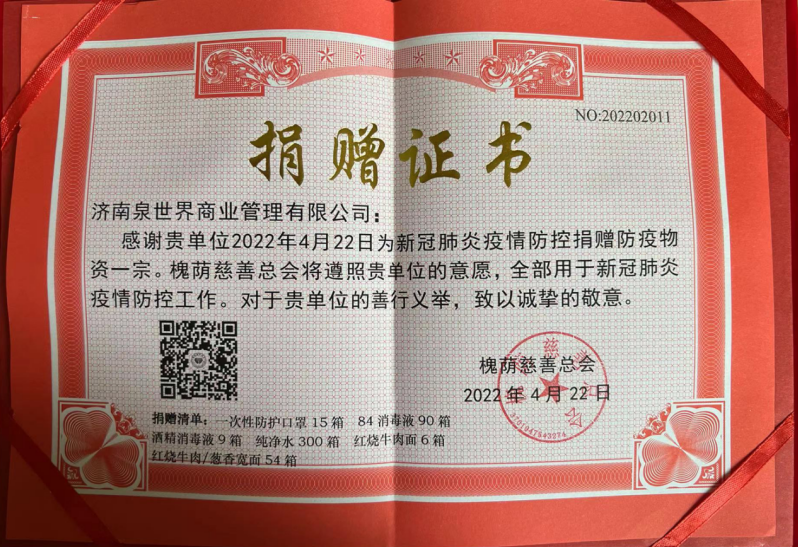 NO:202202011
捐赠证书
济南泉世界商业管理有限公司：
感谢贵单位2022年4月22日为新冠肺炎疫情防控捐赠防疫物
资一宗。槐荫慈善总会将遵照贵单位的意愿，全部用于新冠肺炎
疫情防控工作。对于贵单位的善行义举，致以诚挚的敬意。
槐荫慈善总会
2022年4月22日
捐赠清单：一次性防护口罩15箱 84消毒液90箱
酒精消毒液9箱 纯净水300箱 红烧牛肉面6箱
红烧牛肉/葱香宽面54箱